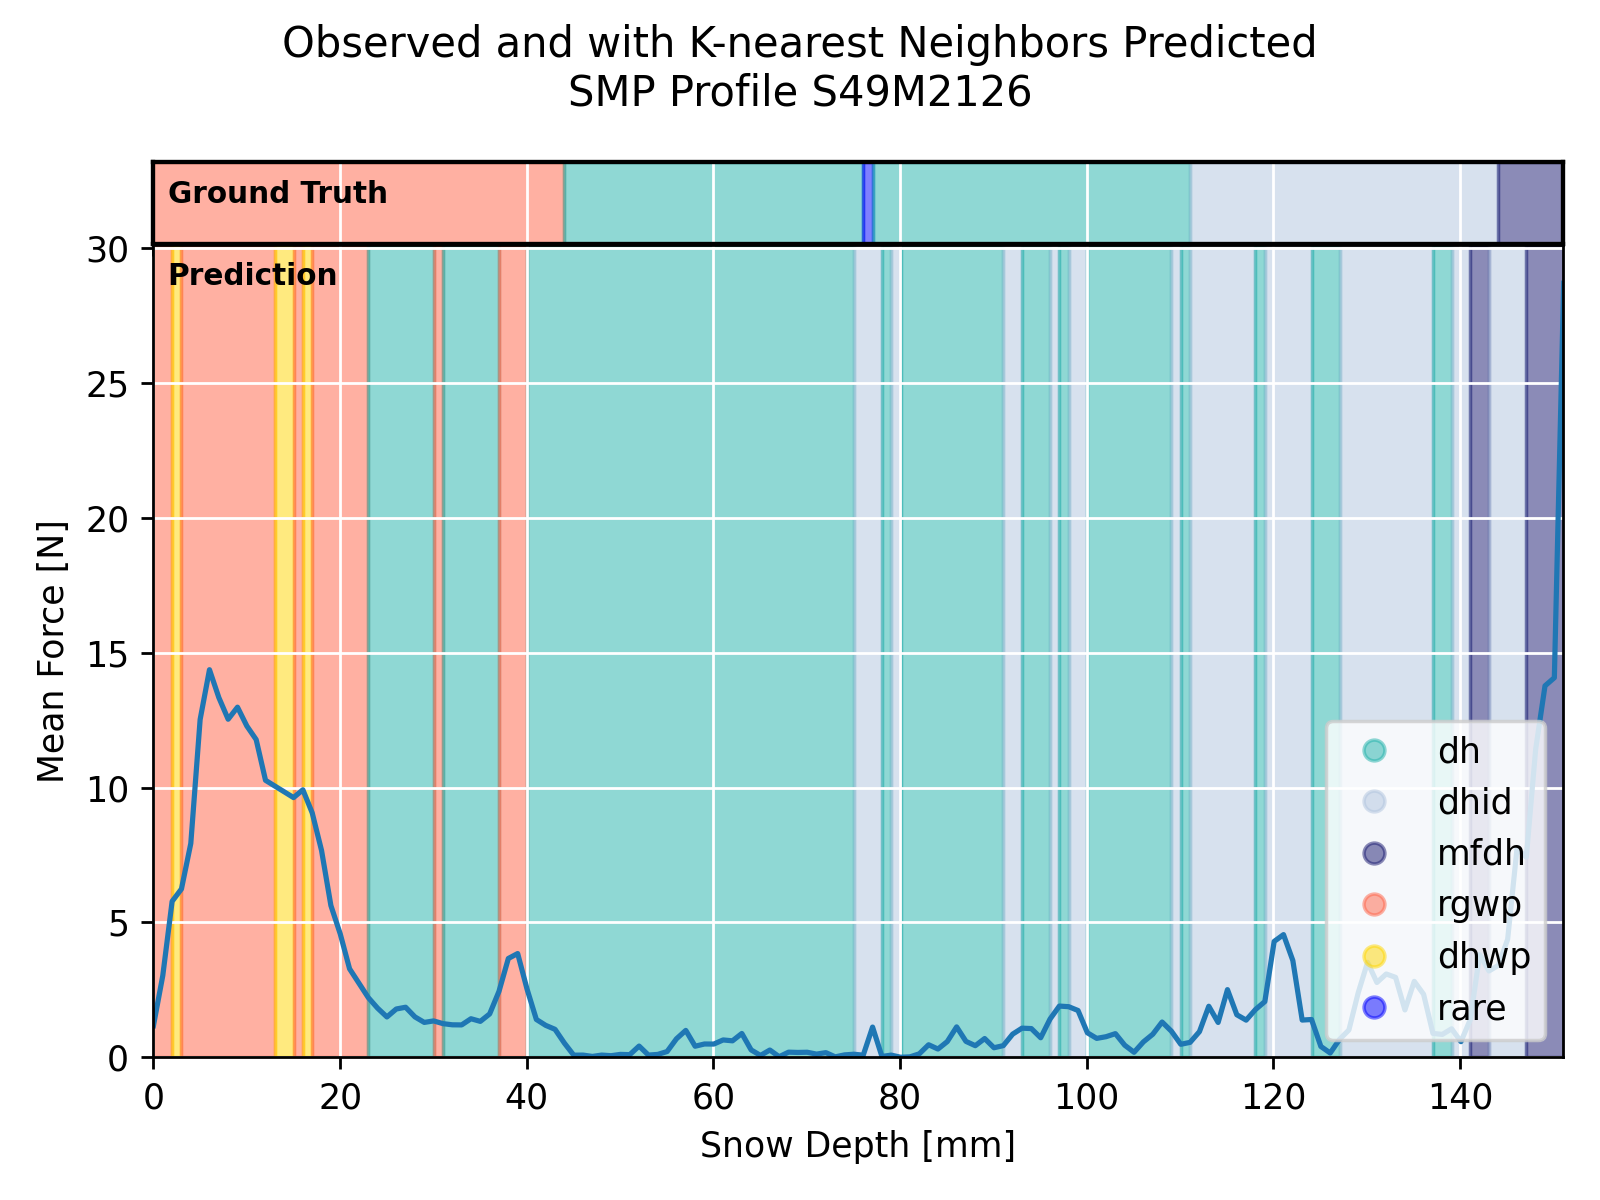 Observed and with K-nearest Neighbors Predicted
SMP Profile S49M2126
Ground Truth
Prediction
30
25
20
15
10
5
0
Mean Force [N]
dh
dhid
mfdh
rgwp
dhwp
rare
0 20 40 60 80 100 120 140
Snow Depth [mm]